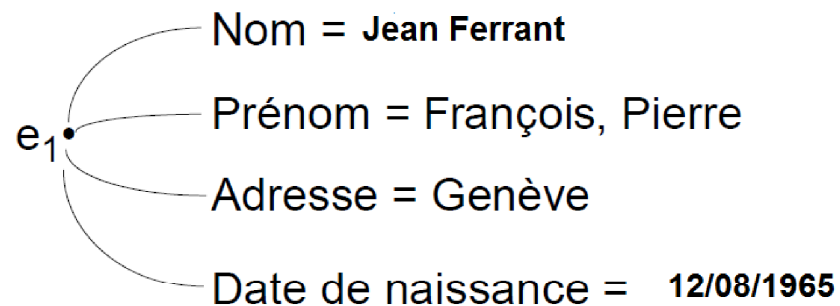 Nom = Jean Ferrant
Prénom = François, Pierre
e1
Adresse = Genève
Date de naissance = 12/08/1965